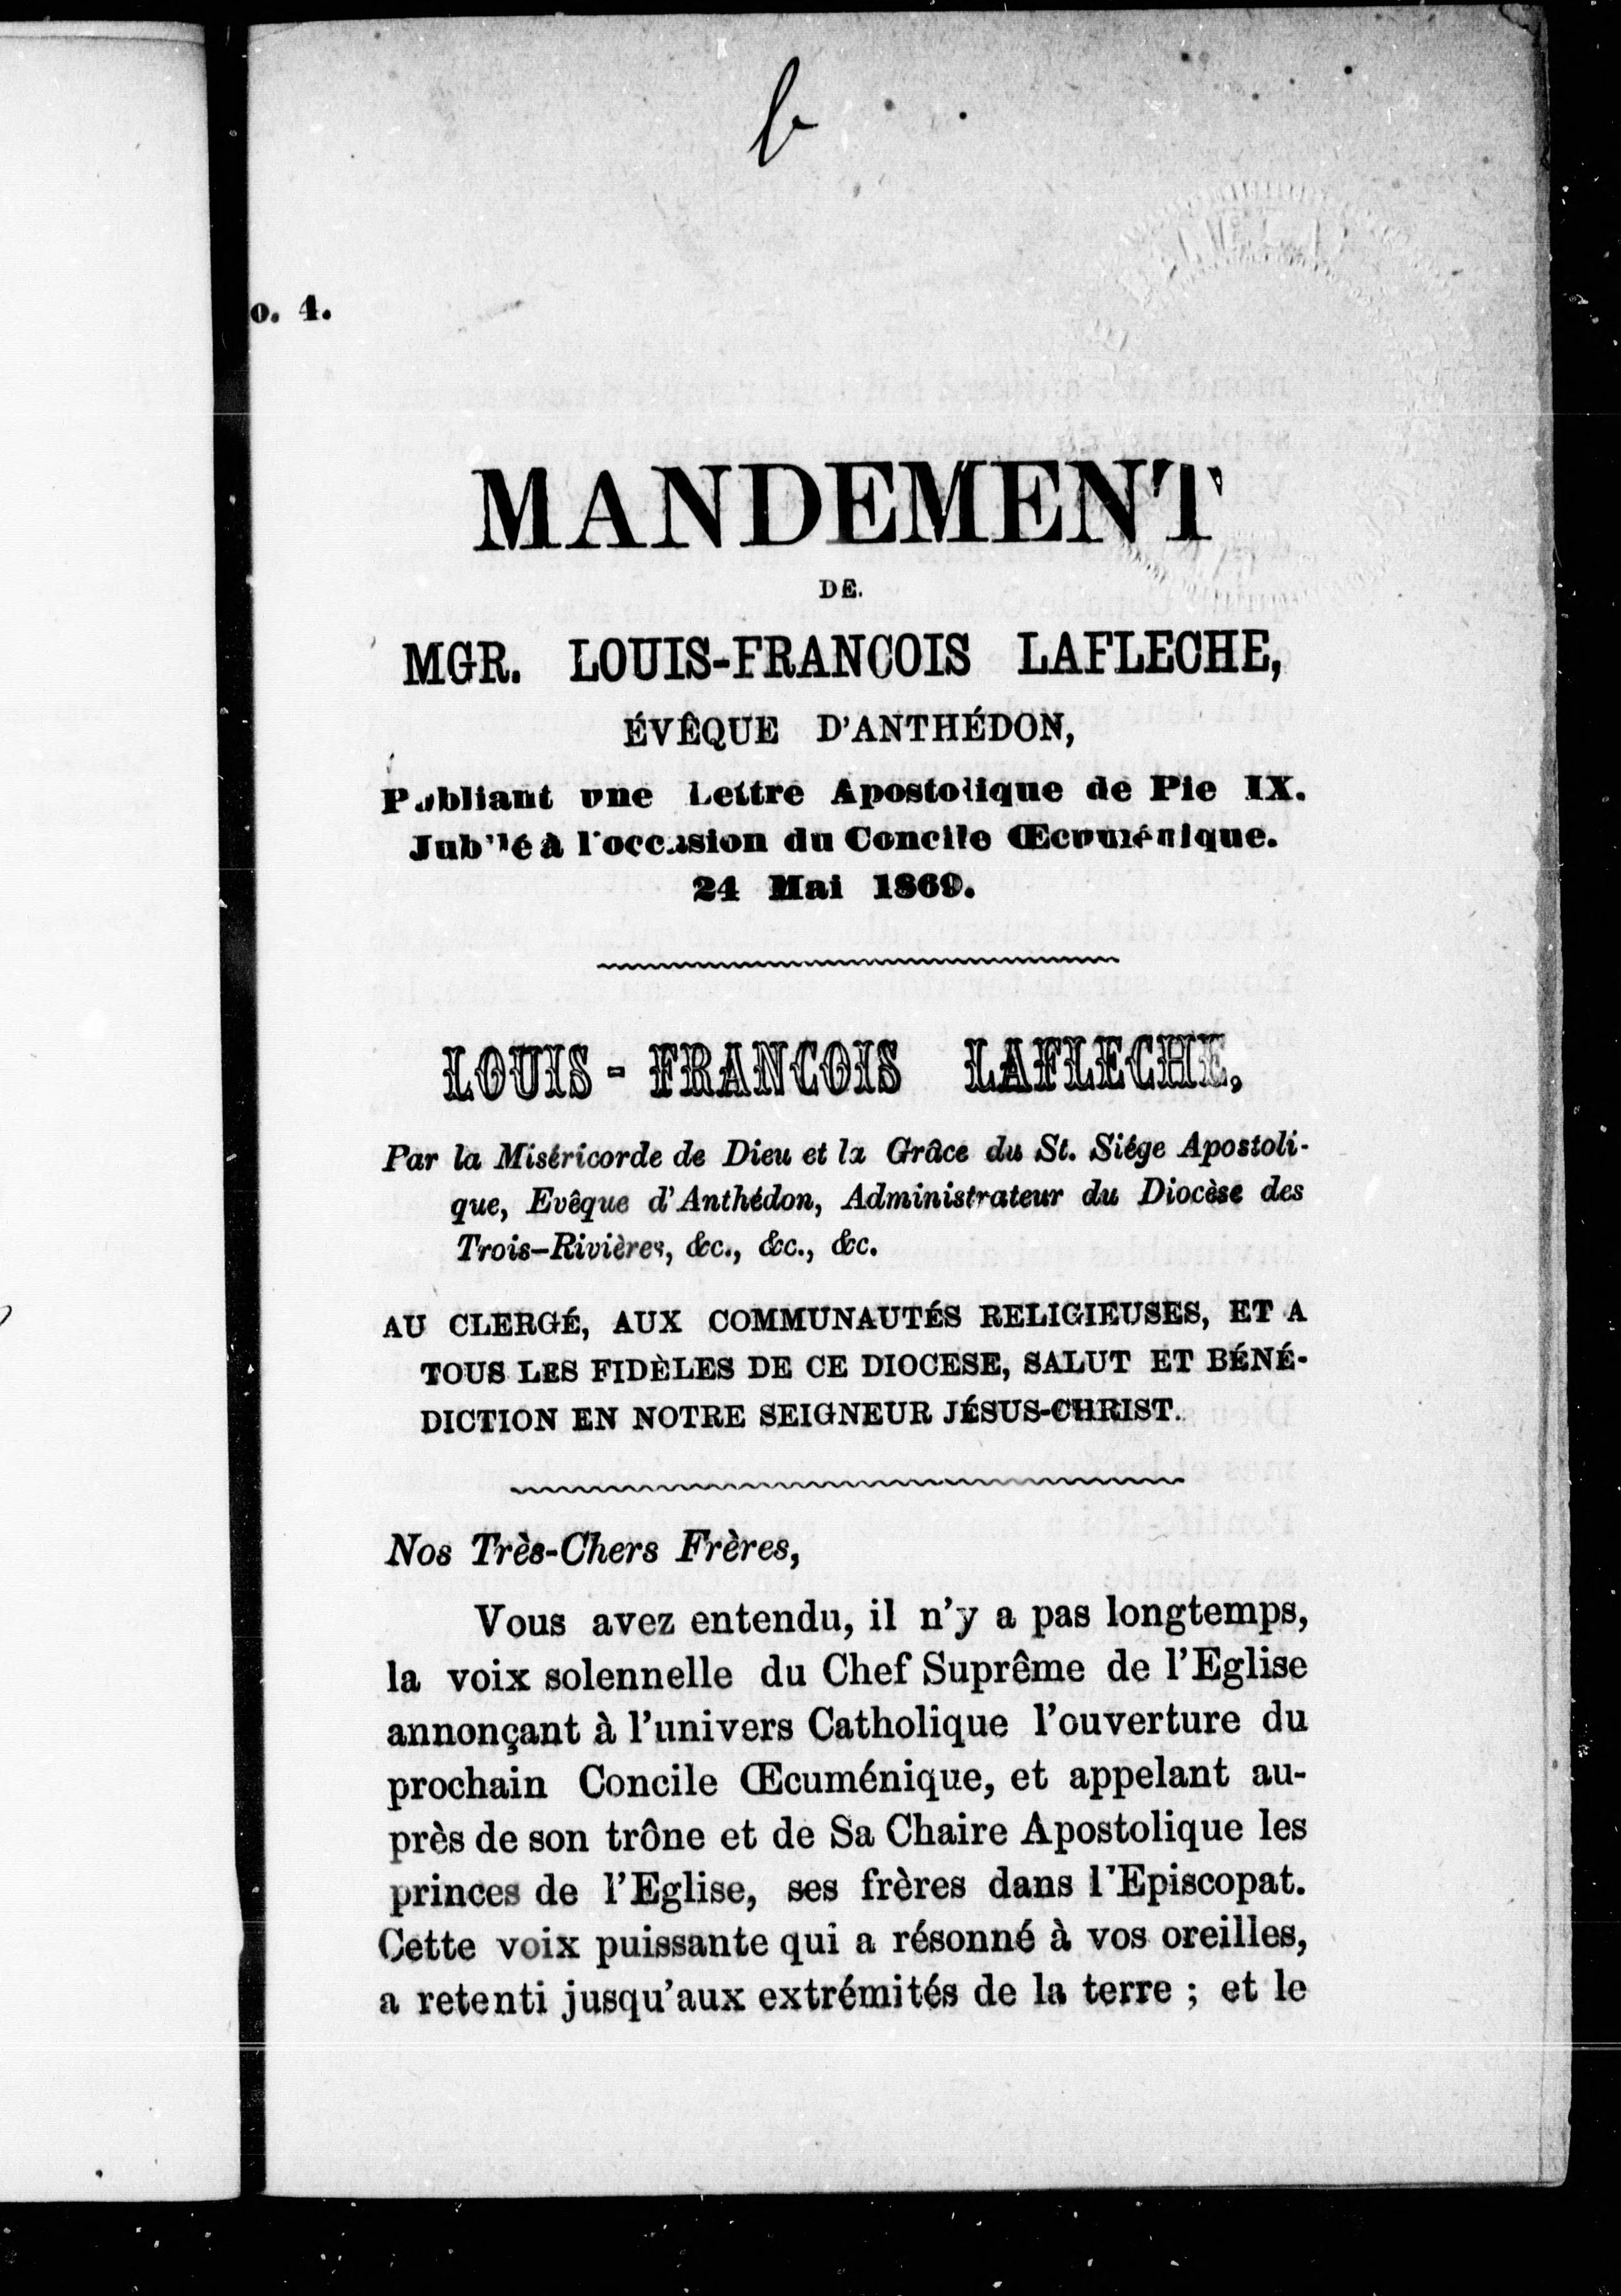 b
o. 4.
MANDEMENT
DE.
MGR. LOUIS-FRANCOIS LAFLECHE,
ÉVÊQUE D'ANTHÉDON,
Publiant une Lettre Apostolique de Pie IX.
Jubilé à l'occasion du Concile Œcuménique.
24 Mai 1869.
LOUIS - FRANCOIS LAFLECHE,
Par la Miséricorde de Dieu et la Grâce du St. Siége Apostoli-
que, Evêque d'Anthédon, Administrateur du Diocèse des
Trois-Rivières, &c., &c., &c.
AU CLERGÉ, AUX COMMUNAUTÉS RELIGIEUSES, ET A
TOUS LES FIDÈLES DE CE DIOCESE, SALUT ET BÉNÉ-
DICTION EN NOTRE SEIGNEUR JÉSUS-CHRIST.
Nos Très-Chers Frères,
Vous avez entendu, il n'y a pas longtemps,
la voix solennelle du Chef Suprême de l'Eglise
annonçant à l'univers Catholique l'ouverture du
prochain Concile Œcuménique, et appelant au-
près de son trône et de Sa Chaire Apostolique les
princes de l'Eglise, ses frères dans l'Episcopat.
Cette voix puissante qui a résonné à vos oreilles,
a retenti jusqu'aux extrémités de la terre ; et le